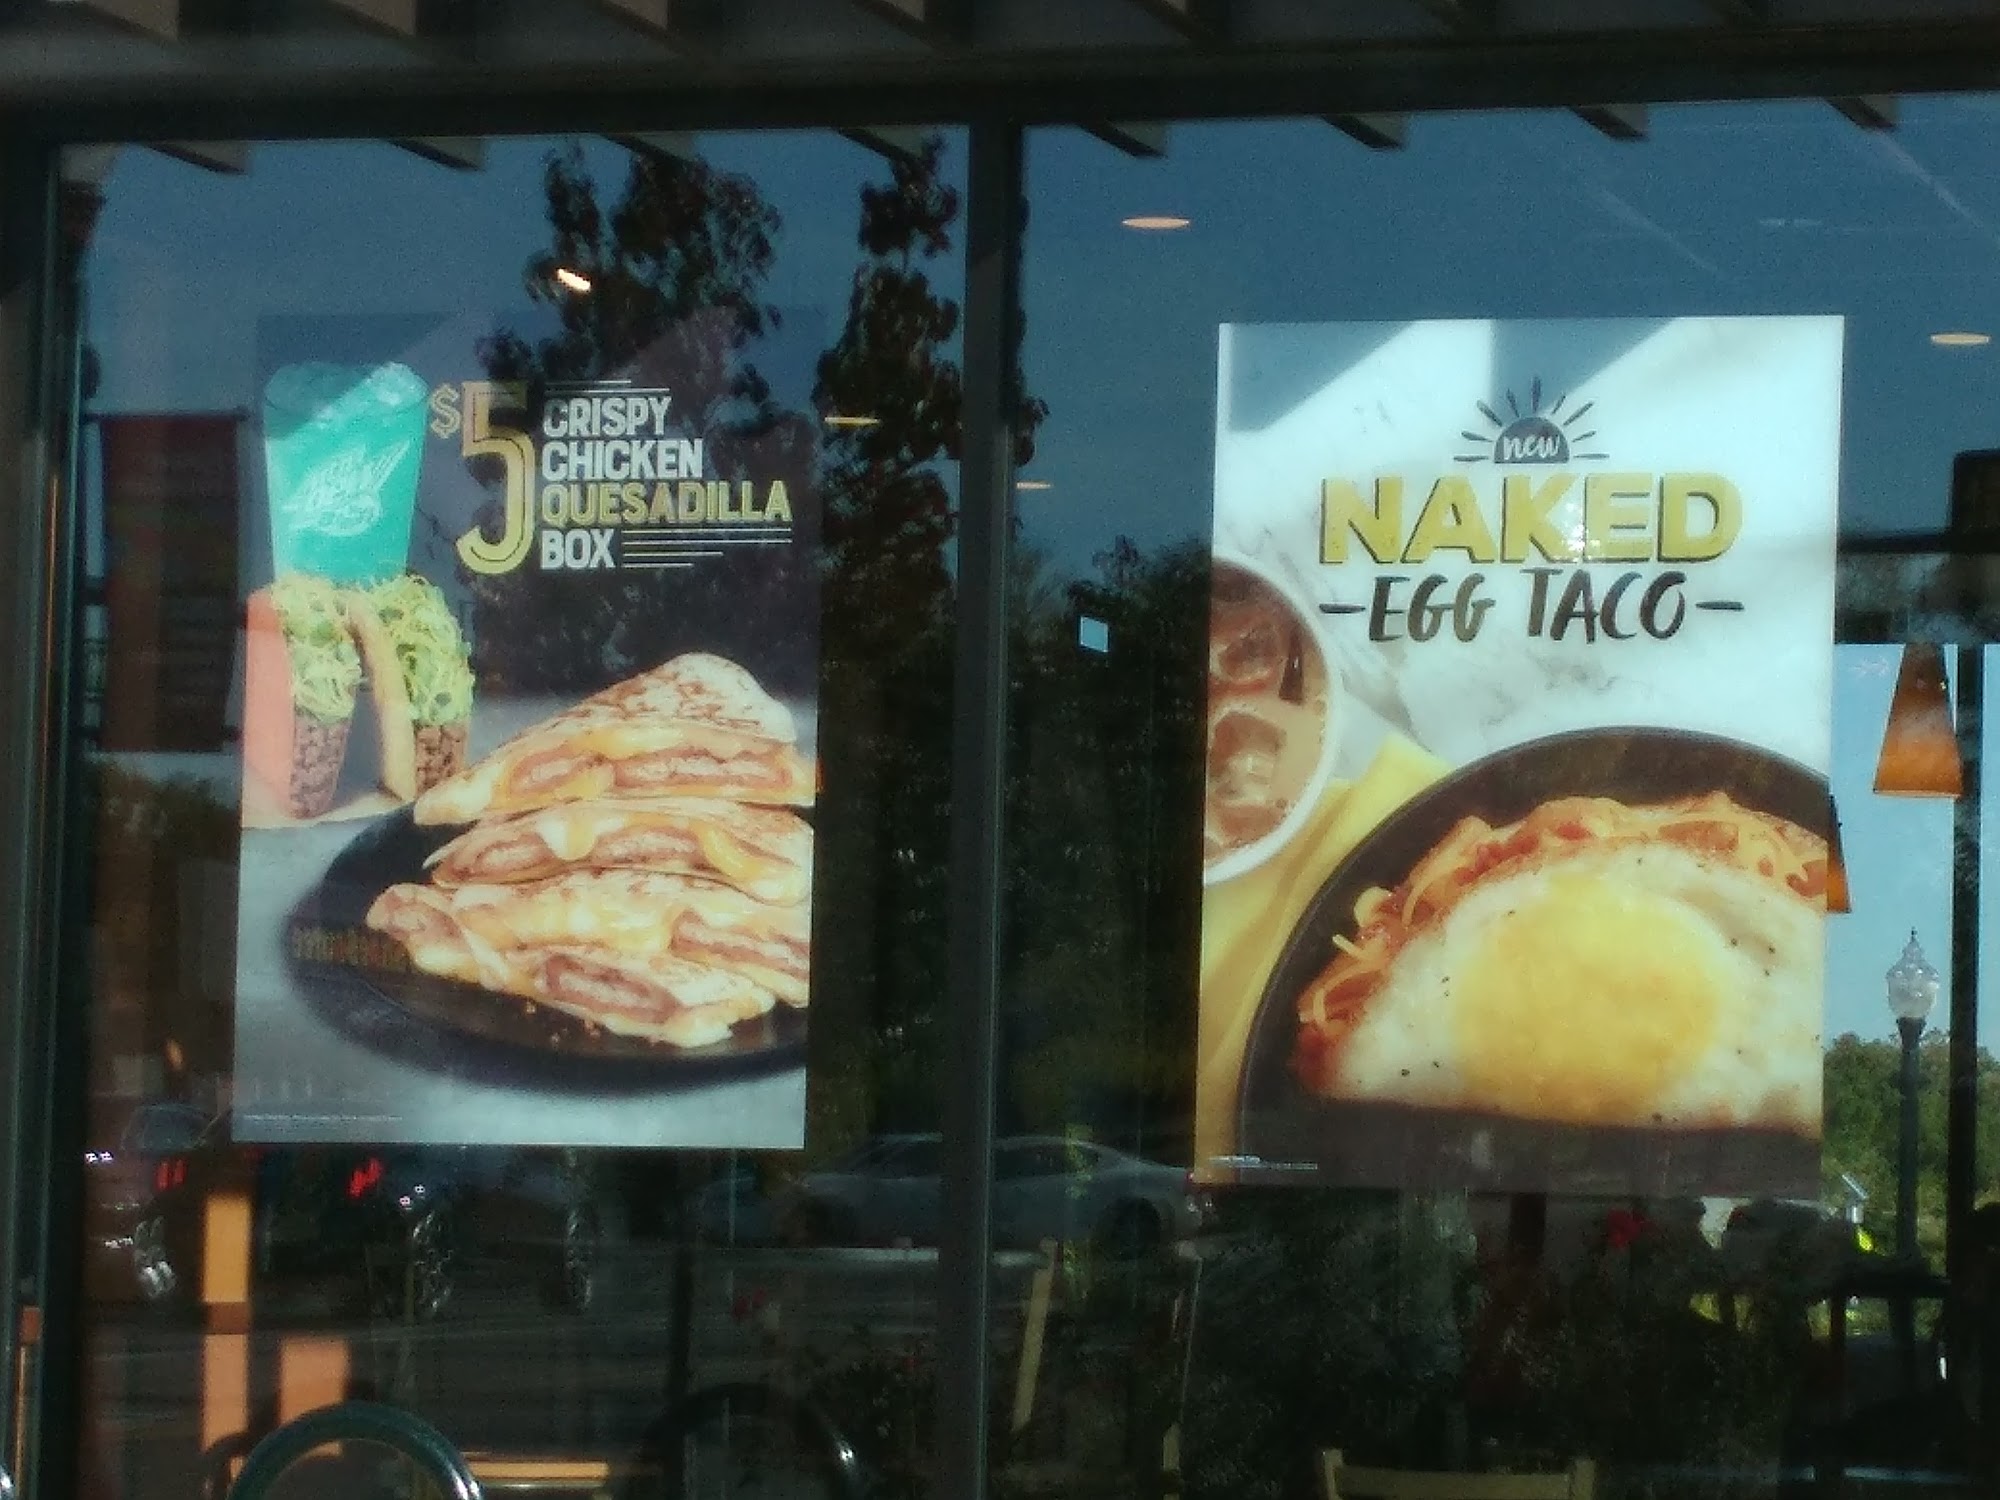 $5
CRISPY
CHICKEN
QUESADILLA
BOX
new
NAKED
-EGG TACO-